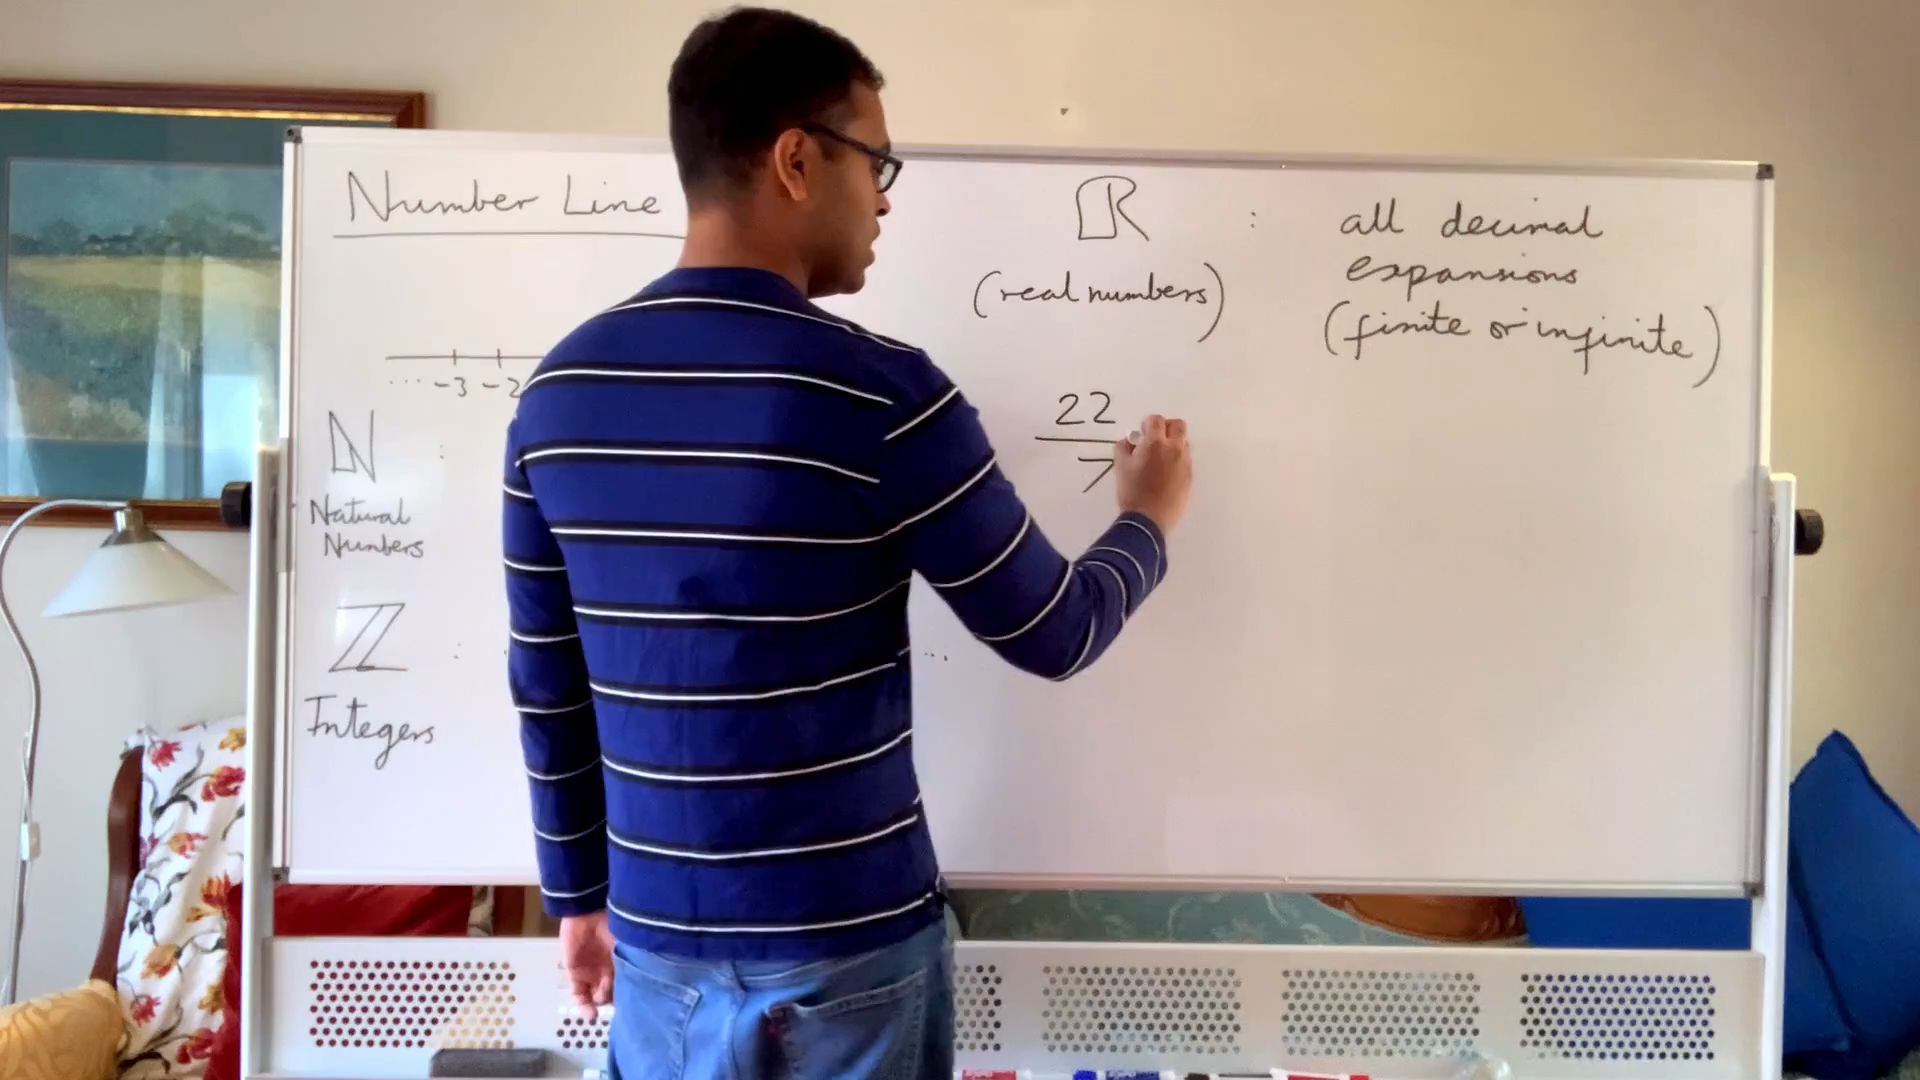 Number Line
... -3 -2
ℕ :
Natural
Numbers
ℤ : ...
Integers
ℝ : all decimal
expansions
(real numbers)
(finite or infinite)
22
7